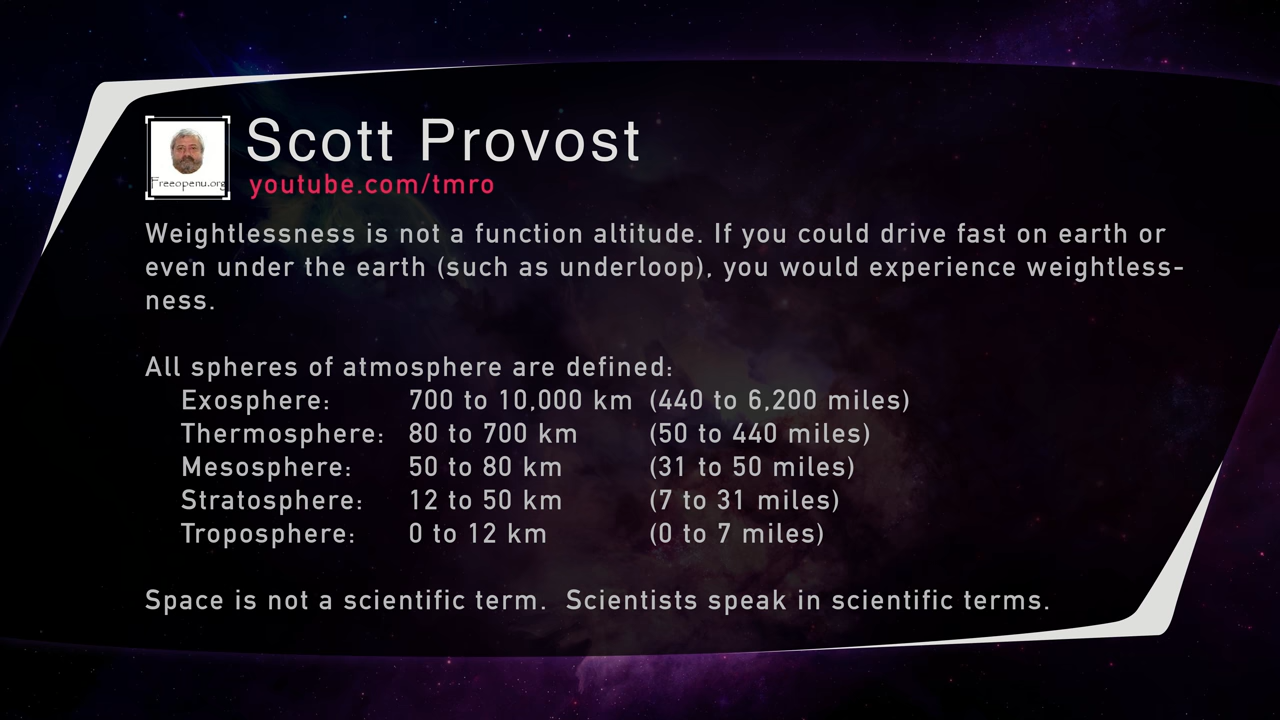 Scott Provost
Freeopenu.org
youtube.com/tmro
Weightlessness is not a function altitude. If you could drive fast on earth or
even under the earth (such as underloop), you would experience weightless-
ness.
All spheres of atmosphere are defined:
Exosphere: 700 to 10,000 km (440 to 6,200 miles)
Thermosphere: 80 to 700 km (50 to 440 miles)
Mesosphere: 50 to 80 km (31 to 50 miles)
Stratosphere: 12 to 50 km (7 to 31 miles)
Troposphere: 0 to 12 km (0 to 7 miles)
Space is not a scientific term. Scientists speak in scientific terms.